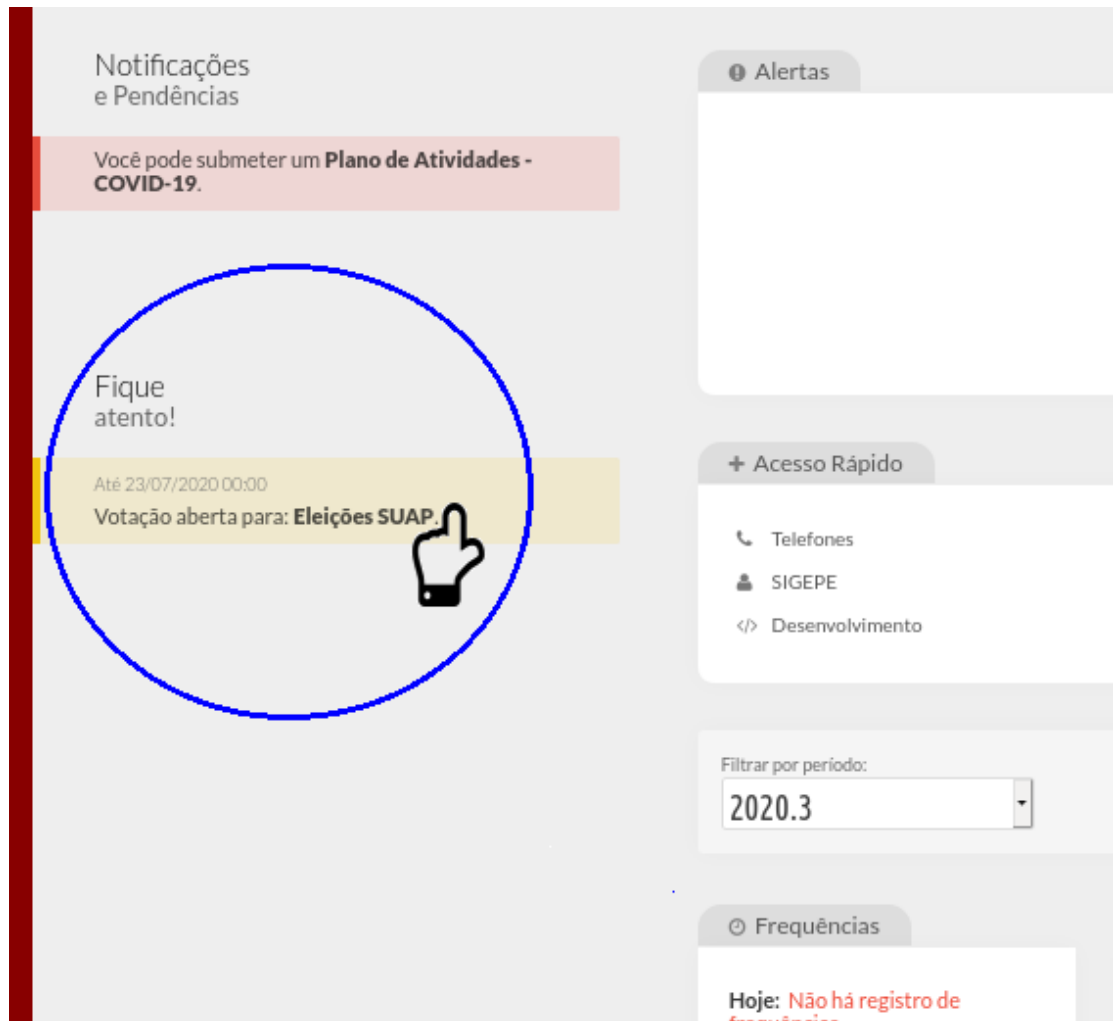 Notificações
e Pendências
Você pode submeter um Plano de Atividades -
COVID-19.
Fique
atento!
Até 23/07/2020 00:00
Votação aberta para: Eleições SUAP.
Alertas
Acesso Rápido
Telefones
SIGEPE
Desenvolvimento
Filtrar por período:
2020.3
Frequências
Hoje: Não há registro de